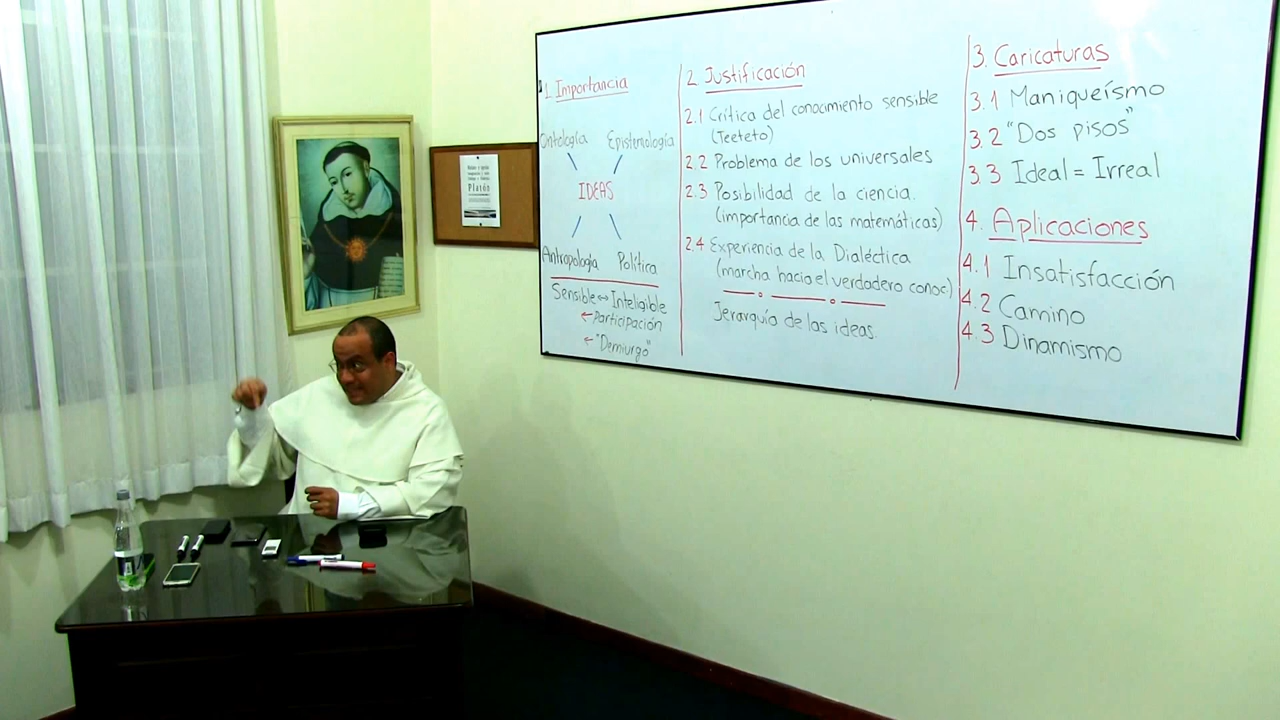 Platón
1. Importancia
Ontología Epistemología
IDEAS
Antropología Política
Sensible ↔ Inteligible
← Participación
← "Demiurgo"
2. Justificación
2.1 Crítica del conocimiento sensible
(Teeteto)
2.2 Problema de los universales
2.3 Posibilidad de la ciencia.
(importancia de las matemáticas)
2.4 Experiencia de la Dialéctica
(marcha hacia el verdadero conoc)
Jerarquía de las ideas.
3. Caricaturas
3.1 Maniqueísmo
3.2 "Dos pisos"
3.3 Ideal = Irreal
4. Aplicaciones
4.1 Insatisfacción
4.2 Camino
4.3 Dinamismo